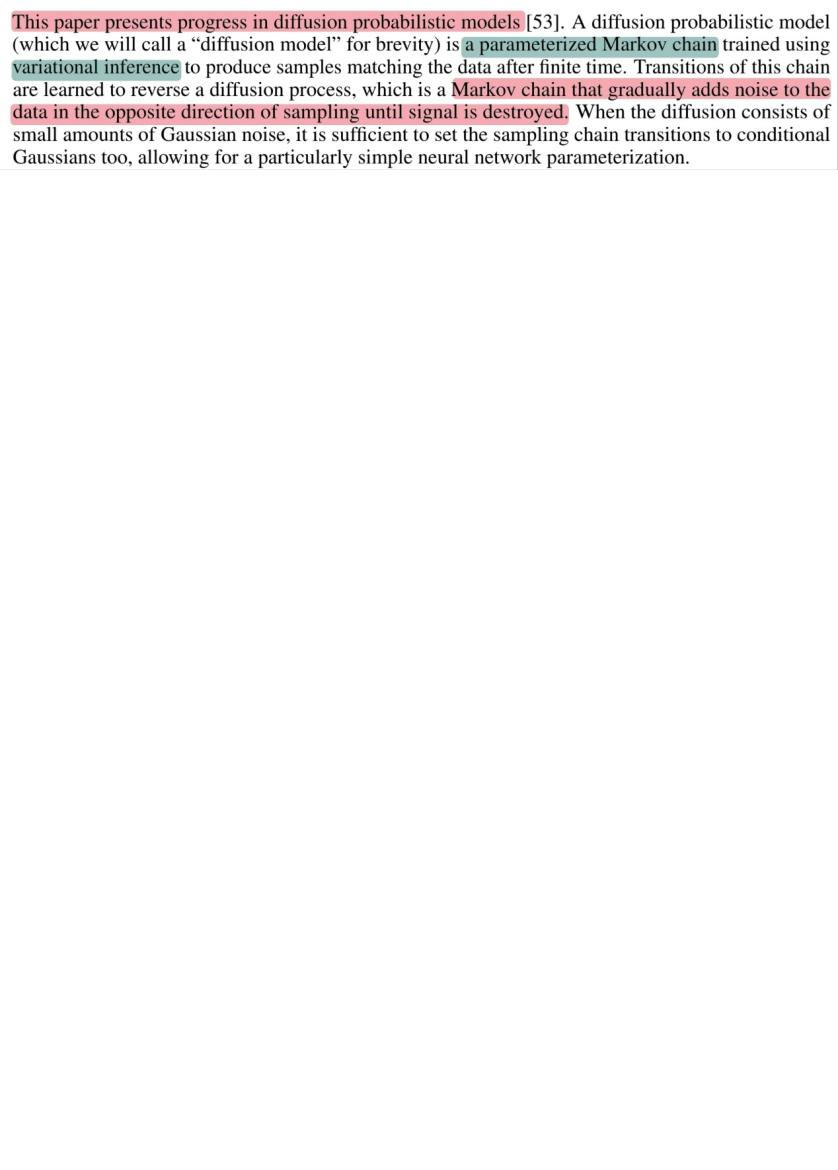 This paper presents progress in diffusion probabilistic models [53]. A diffusion probabilistic model
(which we will call a “diffusion model” for brevity) is a parameterized Markov chain trained using
variational inference to produce samples matching the data after finite time. Transitions of this chain
are learned to reverse a diffusion process, which is a Markov chain that gradually adds noise to the
data in the opposite direction of sampling until signal is destroyed. When the diffusion consists of
small amounts of Gaussian noise, it is sufficient to set the sampling chain transitions to conditional
Gaussians too, allowing for a particularly simple neural network parameterization.